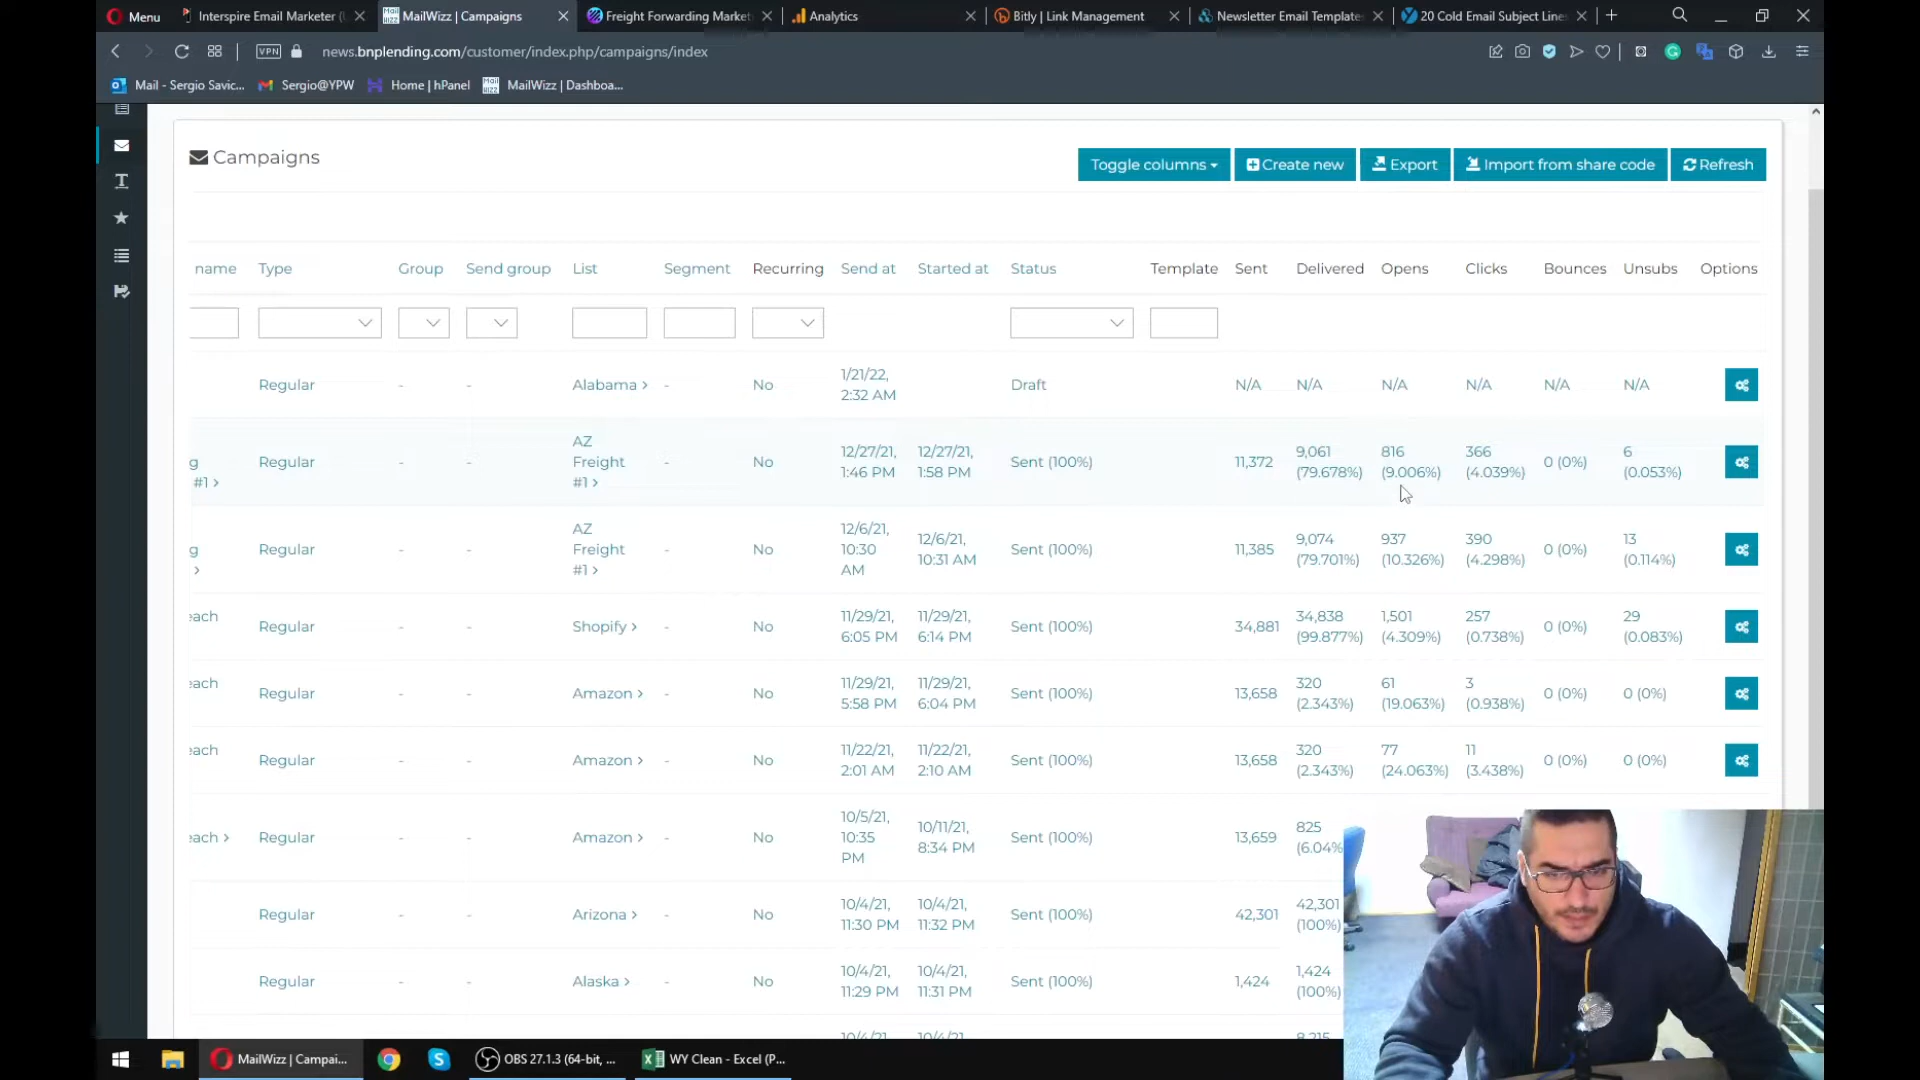 Menu
Interspire Email Marketer (
MailWizz | Campaigns
Freight Forwarding Market
Analytics
Bitly | Link Management
Newsletter Email Template
20 Cold Email Subject Line
VPN
news.bnplending.com/customer/index.php/campaigns/index
Mail - Sergio Savic...
Sergio@YPW
Home | hPanel
MailWizz | Dashboa...
Campaigns
Toggle columns
Create new
Export
Import from share code
Refresh
name Type Group Send group List Segment Recurring Send at Started at Status Template Sent Delivered Opens Clicks Bounces Unsubs Options
Regular - - Alabama > - No 1/21/22, 2:32 AM Draft N/A N/A N/A N/A N/A N/A
g #1 > Regular - - AZ Freight #1 > - No 12/27/21, 1:46 PM 12/27/21, 1:58 PM Sent (100%) 11,372 9,061 (79.678%) 816 (9.006%) 366 (4.039%) 0 (0%) 6 (0.053%)
g > Regular - - AZ Freight #1 > - No 12/6/21, 10:30 AM 12/6/21, 10:31 AM Sent (100%) 11,385 9,074 (79.701%) 937 (10.326%) 390 (4.298%) 0 (0%) 13 (0.114%)
each Regular - - Shopify > - No 11/29/21, 6:05 PM 11/29/21, 6:14 PM Sent (100%) 34,881 34,838 (99.877%) 1,501 (4.309%) 257 (0.738%) 0 (0%) 29 (0.083%)
each Regular - - Amazon > - No 11/29/21, 5:58 PM 11/29/21, 6:04 PM Sent (100%) 13,658 320 (2.343%) 61 (19.063%) 3 (0.938%) 0 (0%) 0 (0%)
each Regular - - Amazon > - No 11/22/21, 2:01 AM 11/22/21, 2:10 AM Sent (100%) 13,658 320 (2.343%) 77 (24.063%) 11 (3.438%) 0 (0%) 0 (0%)
each > Regular - - Amazon > - No 10/5/21, 10:35 PM 10/11/21, 8:34 PM Sent (100%) 13,659 825 (6.04%
Regular - - Arizona > - No 10/4/21, 11:30 PM 10/4/21, 11:32 PM Sent (100%) 42,301 42,301 (100%)
Regular - - Alaska > - No 10/4/21, 11:29 PM 10/4/21, 11:31 PM Sent (100%) 1,424 1,424 (100%)
10/4/21, 10/4/21, 8,215
MailWizz | Campai...
OBS 27.1.3 (64-bit, ...
WY Clean - Excel (P...